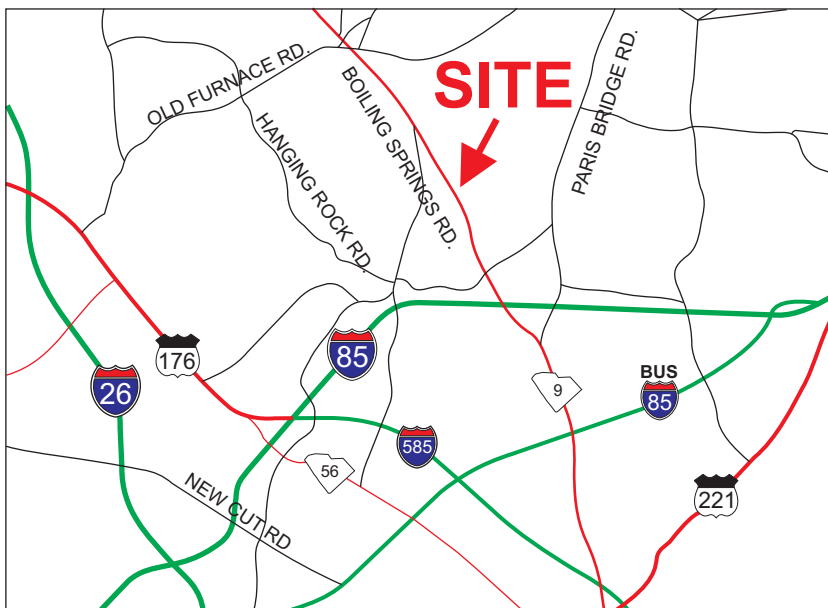 OLD FURNACE RD.
BOILING SPRINGS RD.
SITE
PARIS BRIDGE RD.
HANGING ROCK RD.
176
85
26
BUS
85
9
585
56
221
NEW CUT RD